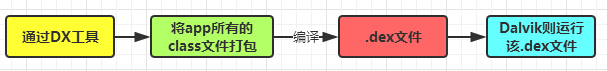 通过DX工具
将app所有的
class文件打包
编译
.dex文件
Dalvik则运行
该.dex文件